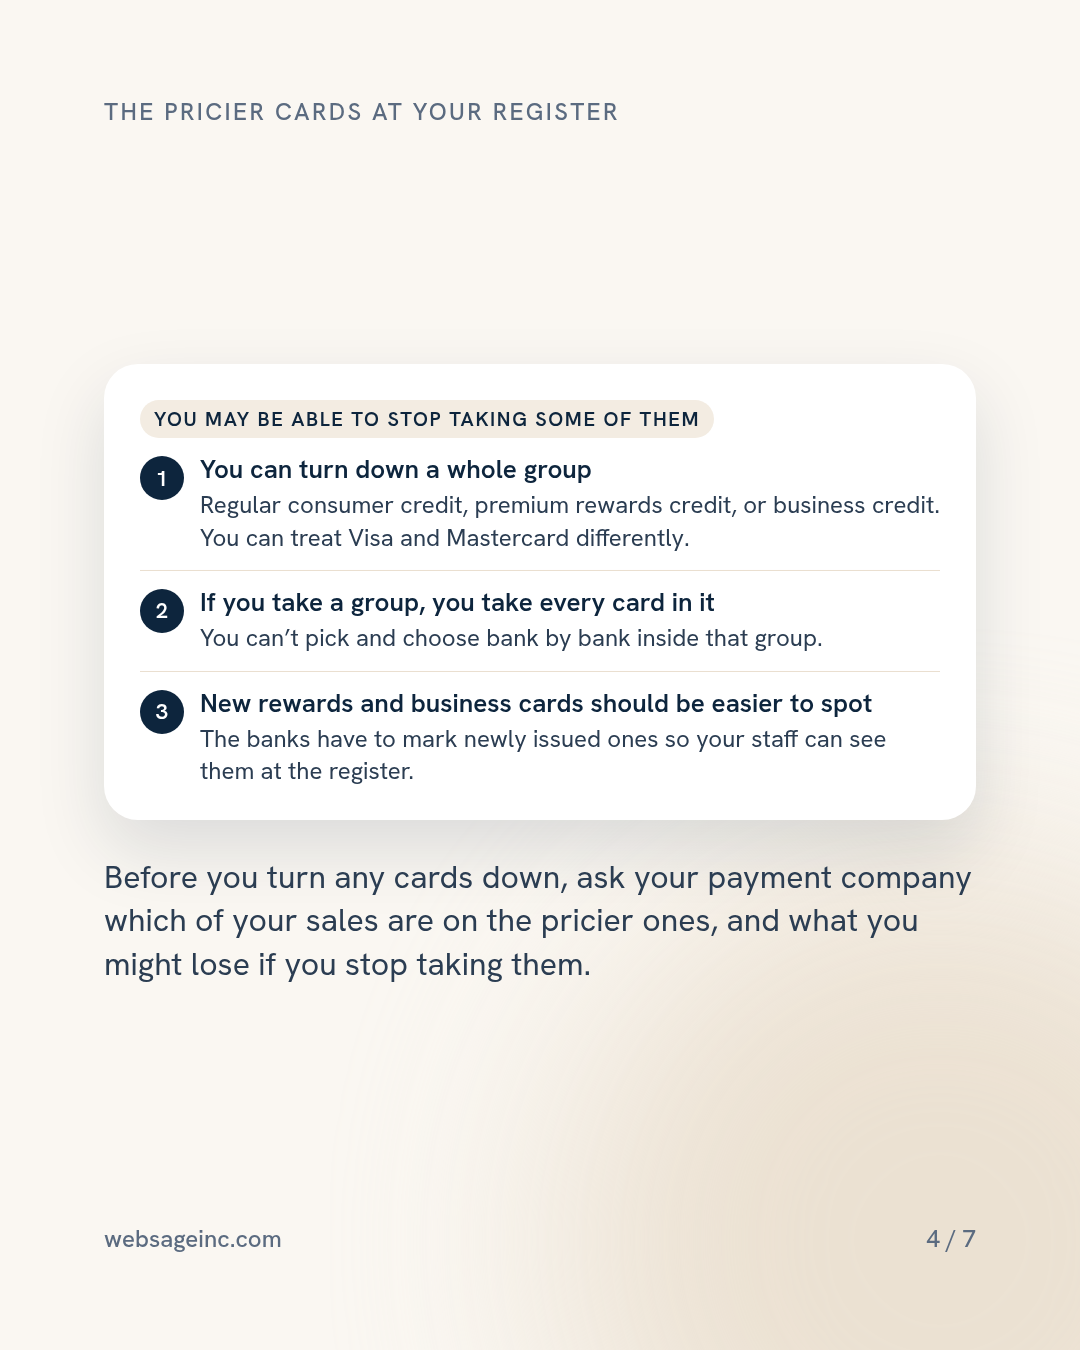 THE PRICIER CARDS AT YOUR REGISTER
YOU MAY BE ABLE TO STOP TAKING SOME OF THEM
1
You can turn down a whole group
Regular consumer credit, premium rewards credit, or business credit.
You can treat Visa and Mastercard differently.
2
If you take a group, you take every card in it
You can’t pick and choose bank by bank inside that group.
3
New rewards and business cards should be easier to spot
The banks have to mark newly issued ones so your staff can see
them at the register.
Before you turn any cards down, ask your payment company
which of your sales are on the pricier ones, and what you
might lose if you stop taking them.
websageinc.com
4 / 7